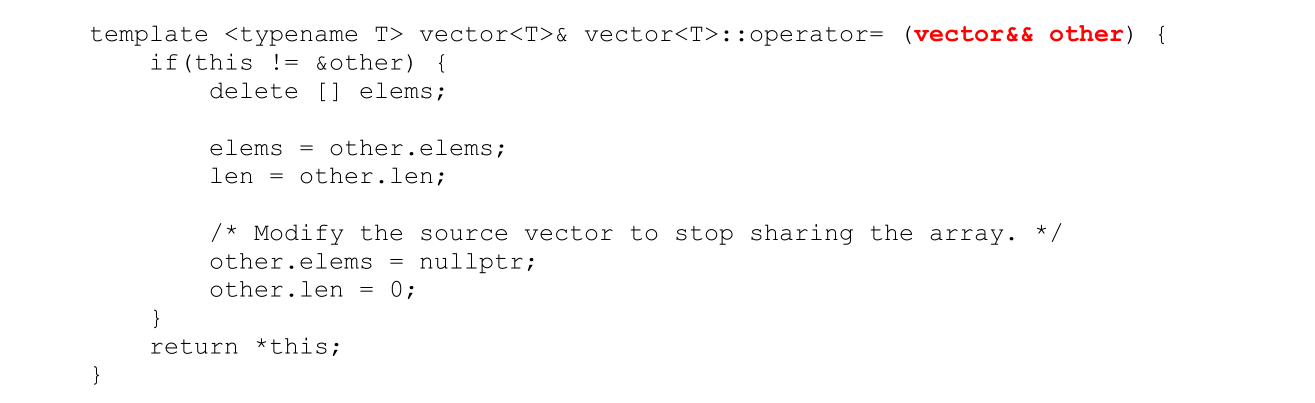 template <typename T> vector<T>& vector<T>::operator= (vector&& other) {
    if(this != &other) {
        delete [] elems;

        elems = other.elems;
        len = other.len;

        /* Modify the source vector to stop sharing the array. */
        other.elems = nullptr;
        other.len = 0;
    }
    return *this;
}